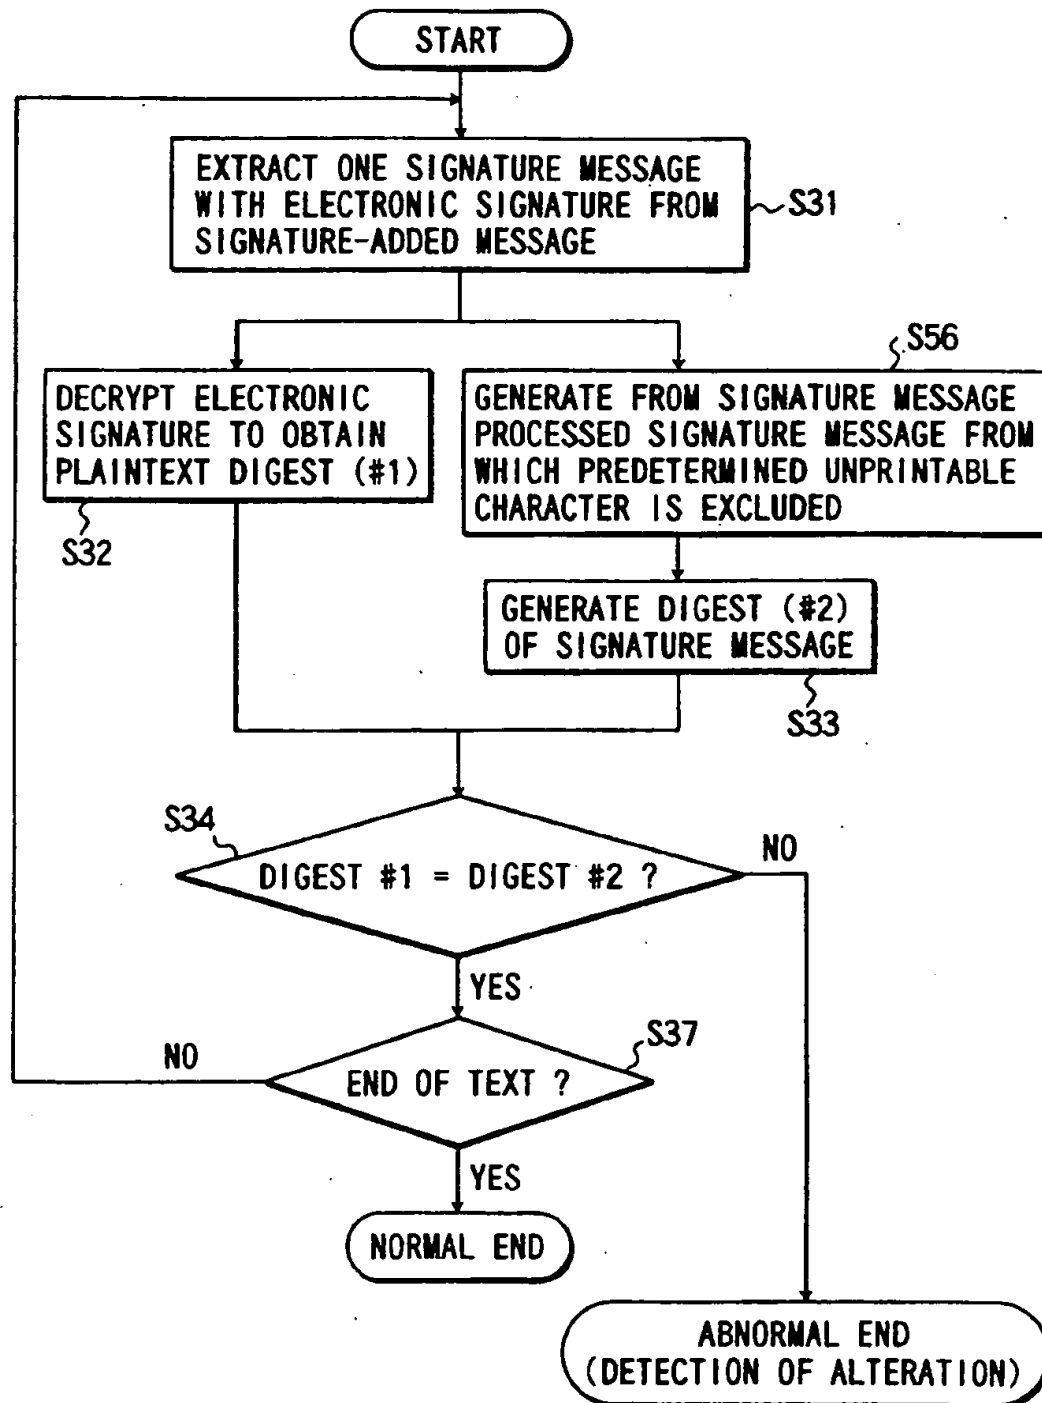 START
EXTRACT ONE SIGNATURE MESSAGE
WITH ELECTRONIC SIGNATURE FROM
SIGNATURE-ADDED MESSAGE
S31
S56
DECRYPT ELECTRONIC
SIGNATURE TO OBTAIN
PLAINTEXT DIGEST (#1)
S32
GENERATE FROM SIGNATURE MESSAGE
PROCESSED SIGNATURE MESSAGE FROM
WHICH PREDETERMINED UNPRINTABLE
CHARACTER IS EXCLUDED
GENERATE DIGEST (#2)
OF SIGNATURE MESSAGE
S33
S34
DIGEST #1 = DIGEST #2 ?
NO
YES
S37
NO
END OF TEXT ?
YES
NORMAL END
ABNORMAL END
(DETECTION OF ALTERATION)